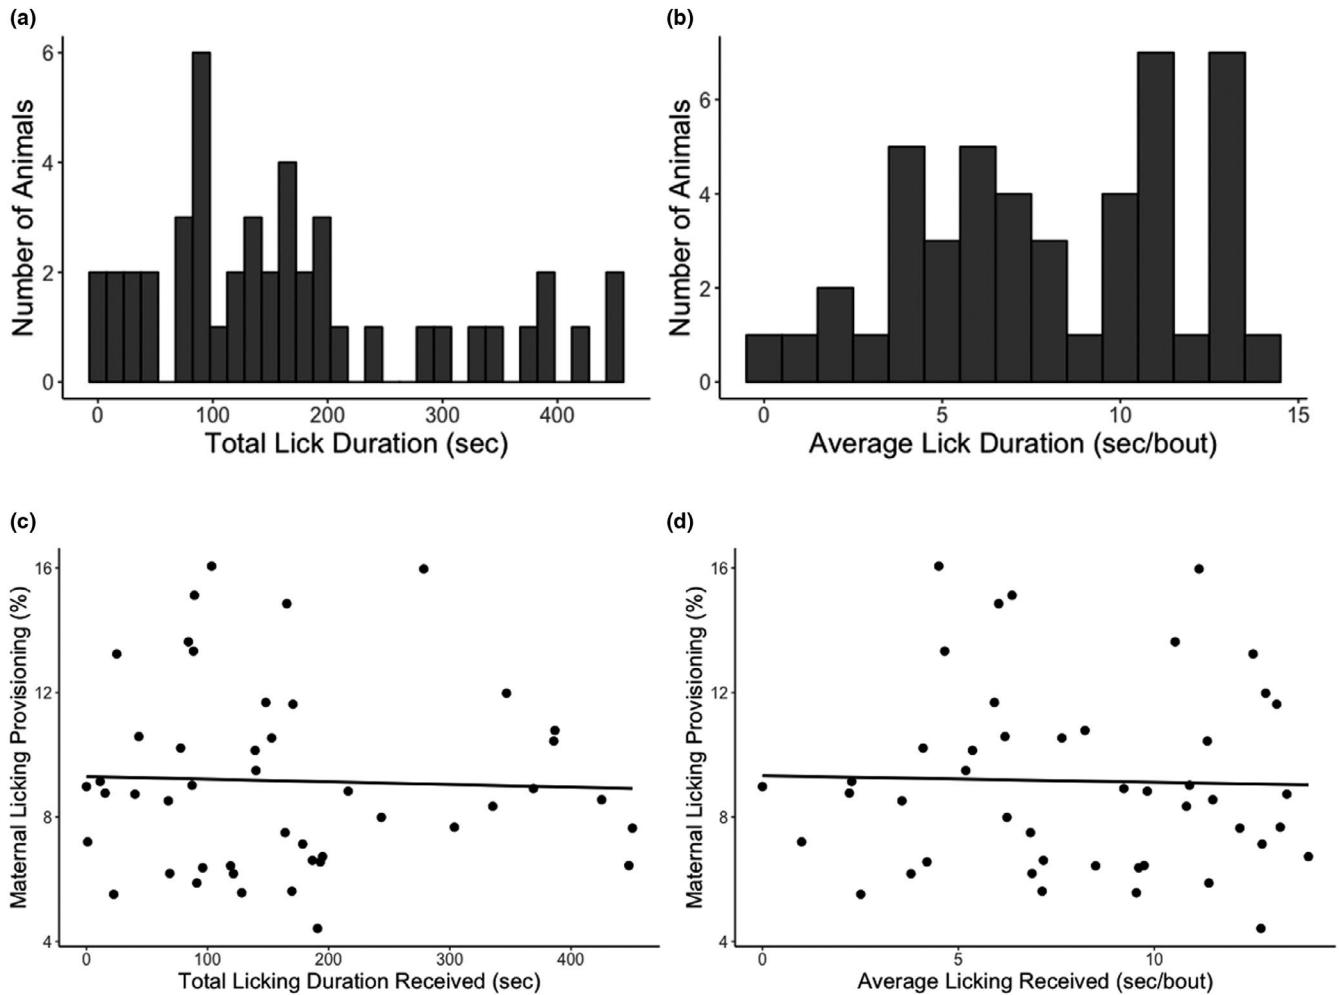 (a)
6
4
2
0
Number of Animals
0 100 200 300 400
Total Lick Duration (sec)
(b)
6
4
2
0
Number of Animals
0 5 10 15
Average Lick Duration (sec/bout)
(c)
16
12
8
4
Maternal Licking Provisioning (%)
0 100 200 300 400
Total Licking Duration Received (sec)
(d)
16
12
8
4
Maternal Licking Provisioning (%)
0 5 10
Average Licking Received (sec/bout)